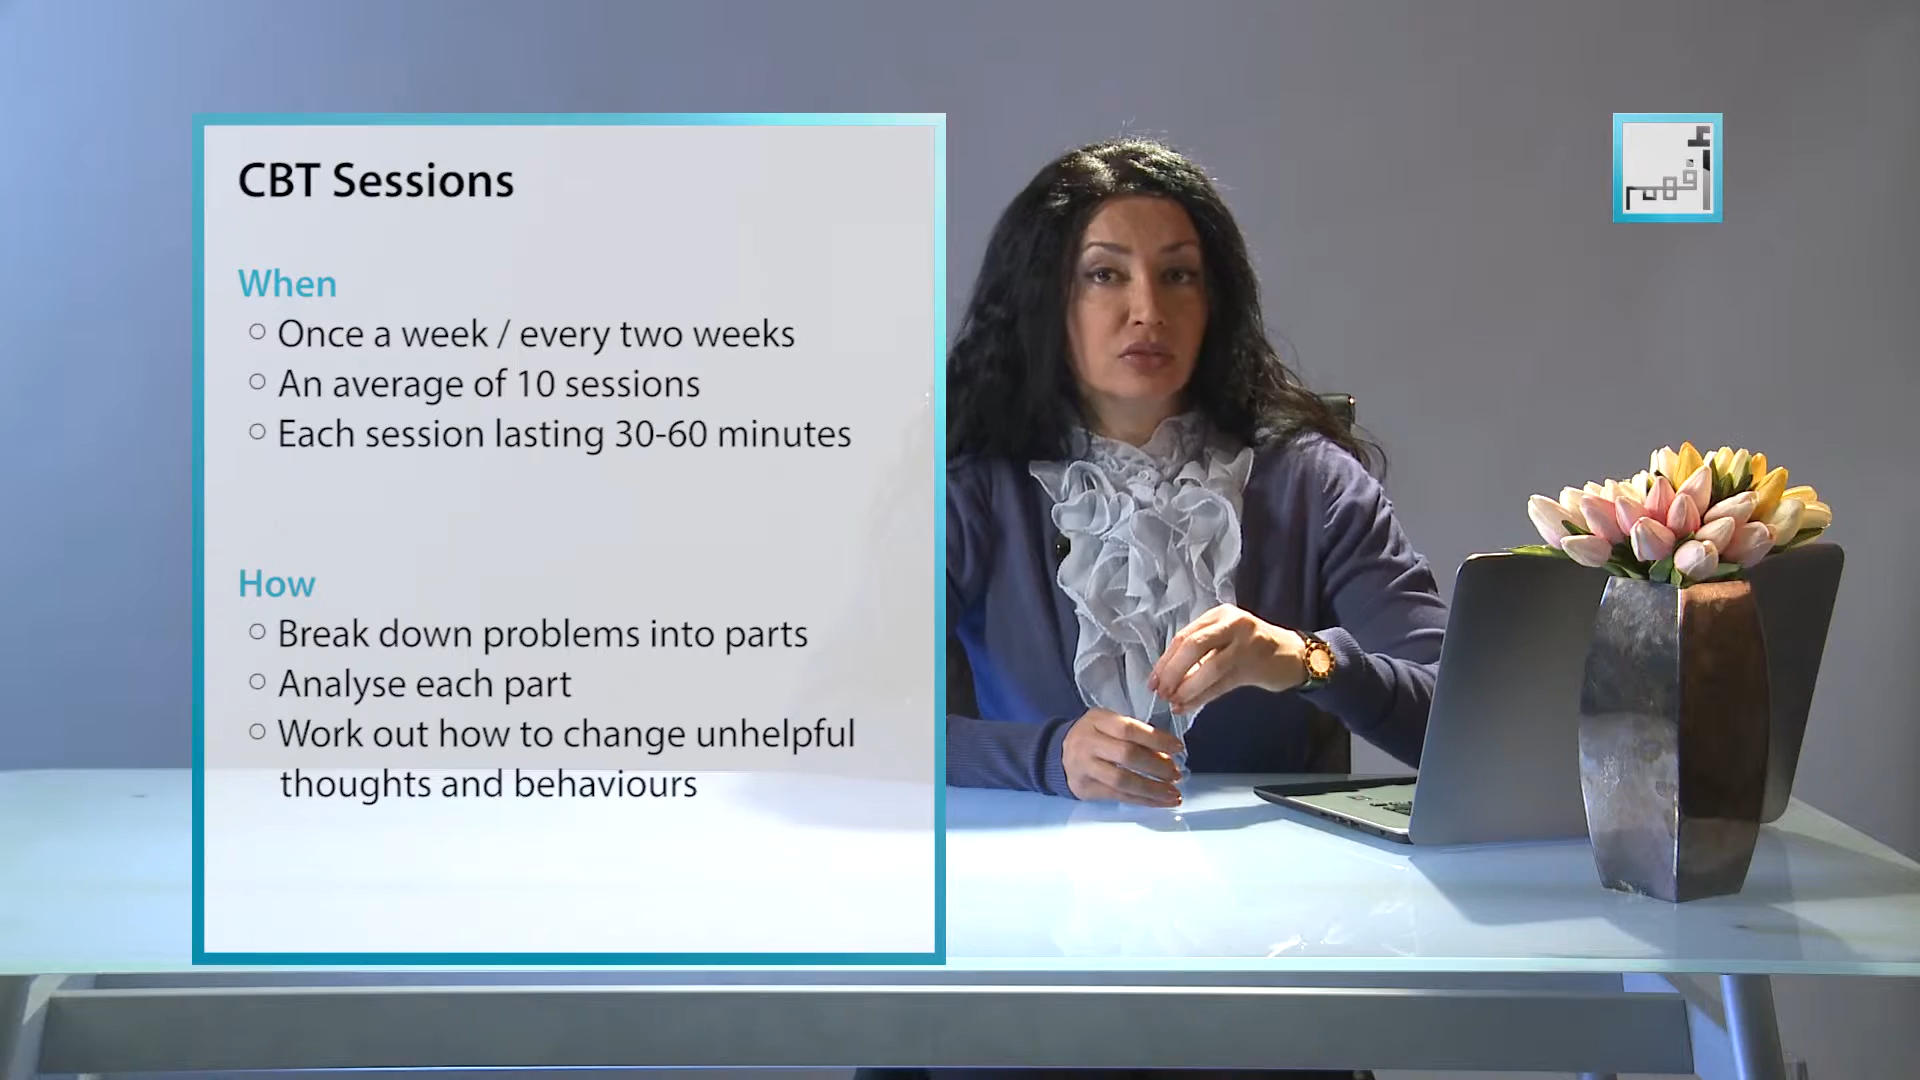 CBT Sessions
When
Once a week / every two weeks
An average of 10 sessions
Each session lasting 30-60 minutes
How
Break down problems into parts
Analyse each part
Work out how to change unhelpful
thoughts and behaviours
أفهم